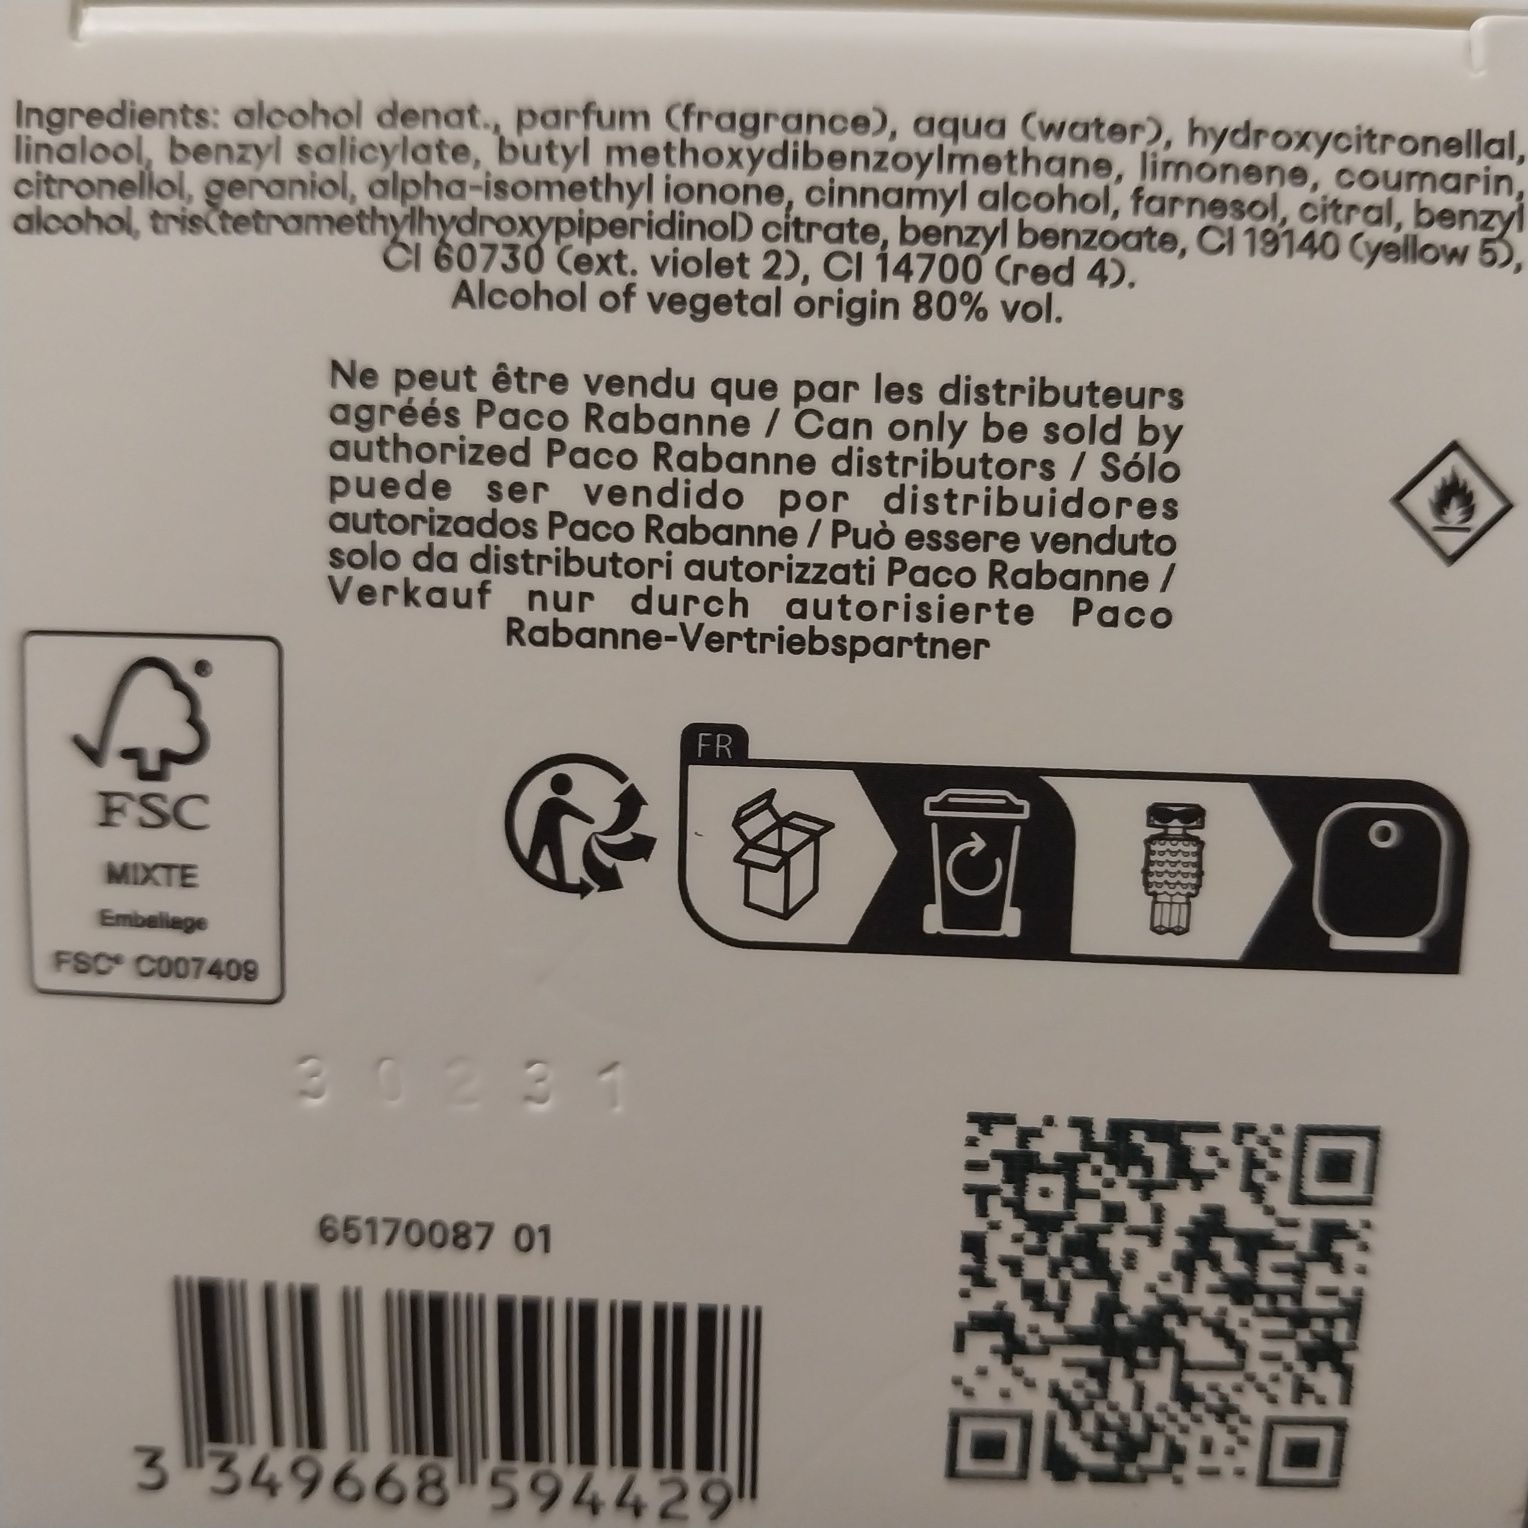 Ingredients: alcohol denat., parfum (fragrance), aqua (water), hydroxycitronellal,
linalool, benzyl salicylate, butyl methoxydibenzoylmethane, limonene, coumarin,
citronellol, geraniol, alpha-isomethyl ionone, cinnamyl alcohol, farnesol, citral, benzyl
alcohol, tris(tetramethylhydroxypiperidinol) citrate, benzyl benzoate, CI 19140 (yellow 5),
CI 60730 (ext. violet 2), CI 14700 (red 4).
Alcohol of vegetal origin 80% vol.
Ne peut être vendu que par les distributeurs
agréés Paco Rabanne / Can only be sold by
authorized Paco Rabanne distributors / Sólo
puede ser vendido por distribuidores
autorizados Paco Rabanne / Può essere venduto
solo da distributori autorizzati Paco Rabanne /
Verkauf nur durch autorisierte Paco
Rabanne-Vertriebspartner
FSC
MIXTE
Emballage
FSC® C007409
FR
30231
65170087 01
3 349668 594429